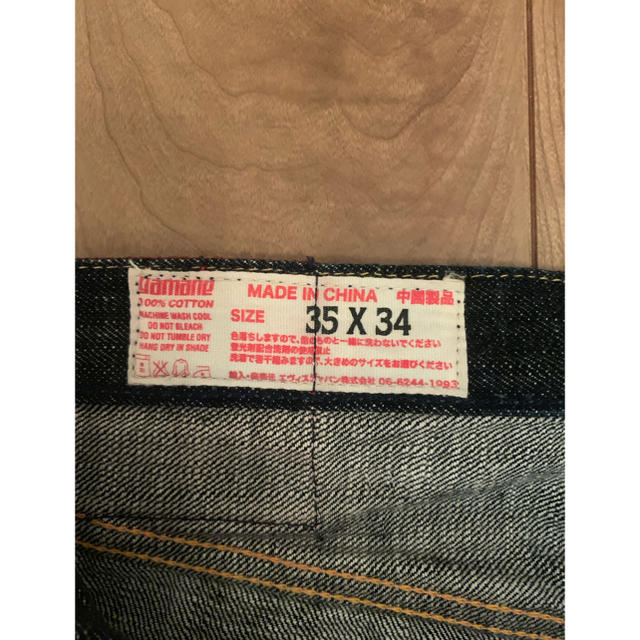 yamane
MADE IN CHINA 中國製品
100% COTTON
MACHINE WASH COOL
DO NOT BLEACH
DO NOT TUMBLE DRY
HANG DRY IN SHADE
SIZE 35 X 34
色落ちしますので、他のものと一緒に洗わないでください
蛍光剤配合洗剤の使用禁止
洗濯で若干縮みますので、大きめのサイズをお選びください
輸入・発売元 エヴィスジャパン株式会社 06-6244-1993